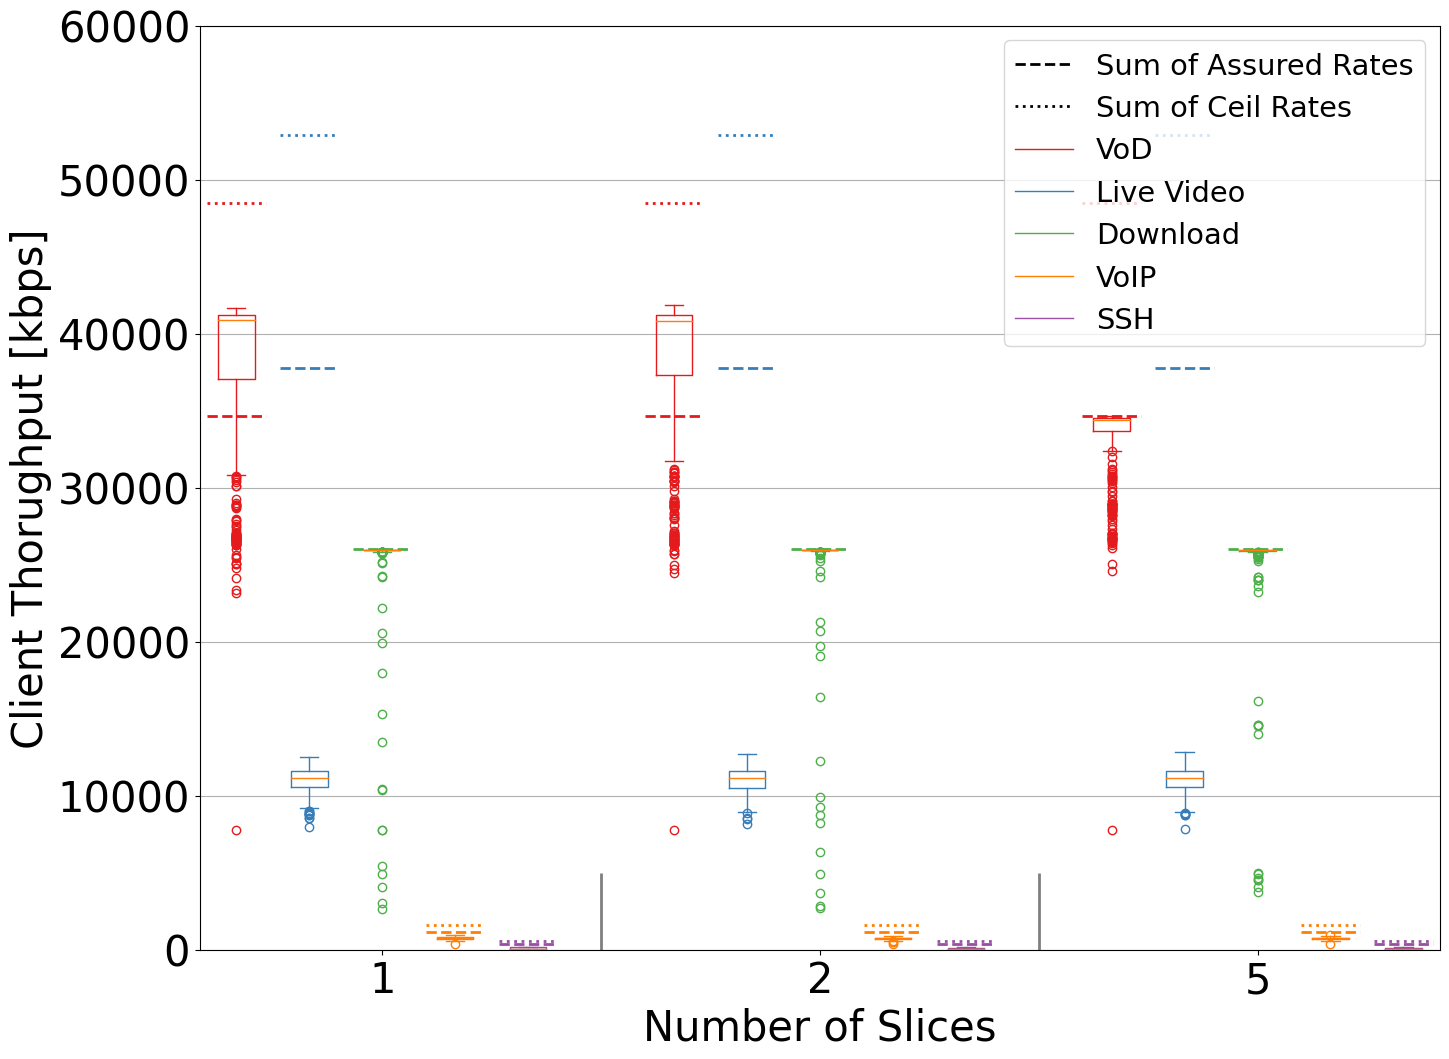 60000
50000
40000
30000
20000
10000
0
Client Thorughput [kbps]
Sum of Assured Rates
Sum of Ceil Rates
VoD
Live Video
Download
VoIP
SSH
1
2
5
Number of Slices